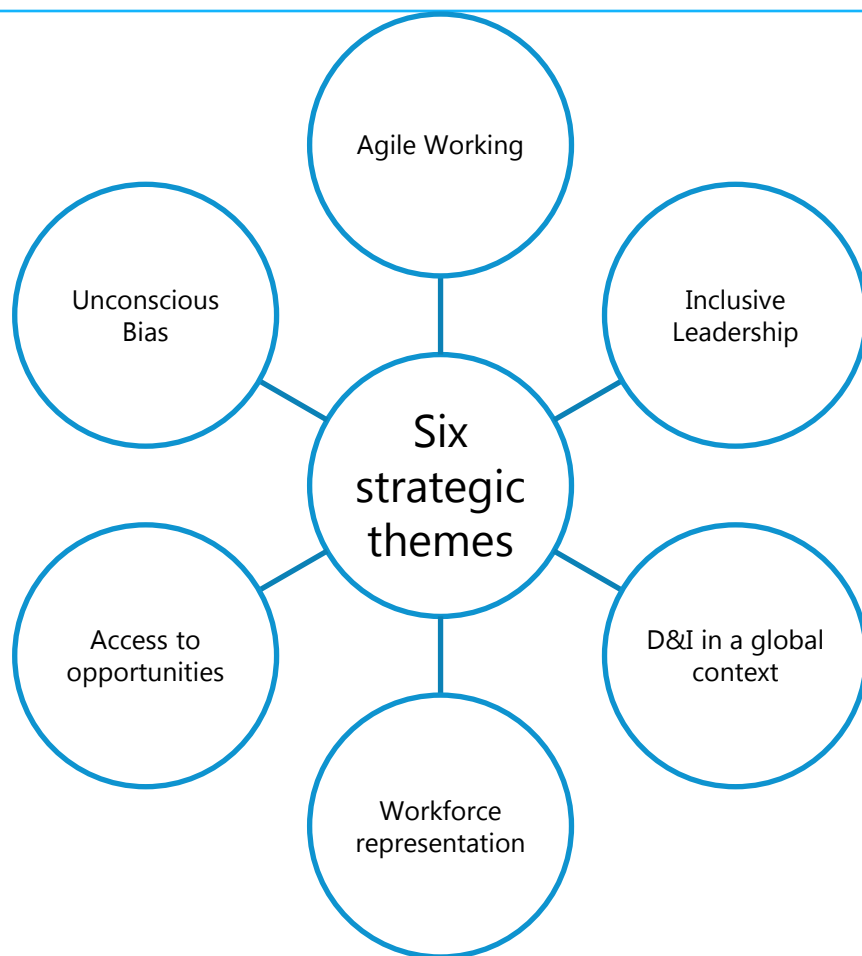 Agile Working
Unconscious
Bias
Inclusive
Leadership
Six
strategic
themes
Access to
opportunities
D&I in a global
context
Workforce
representation